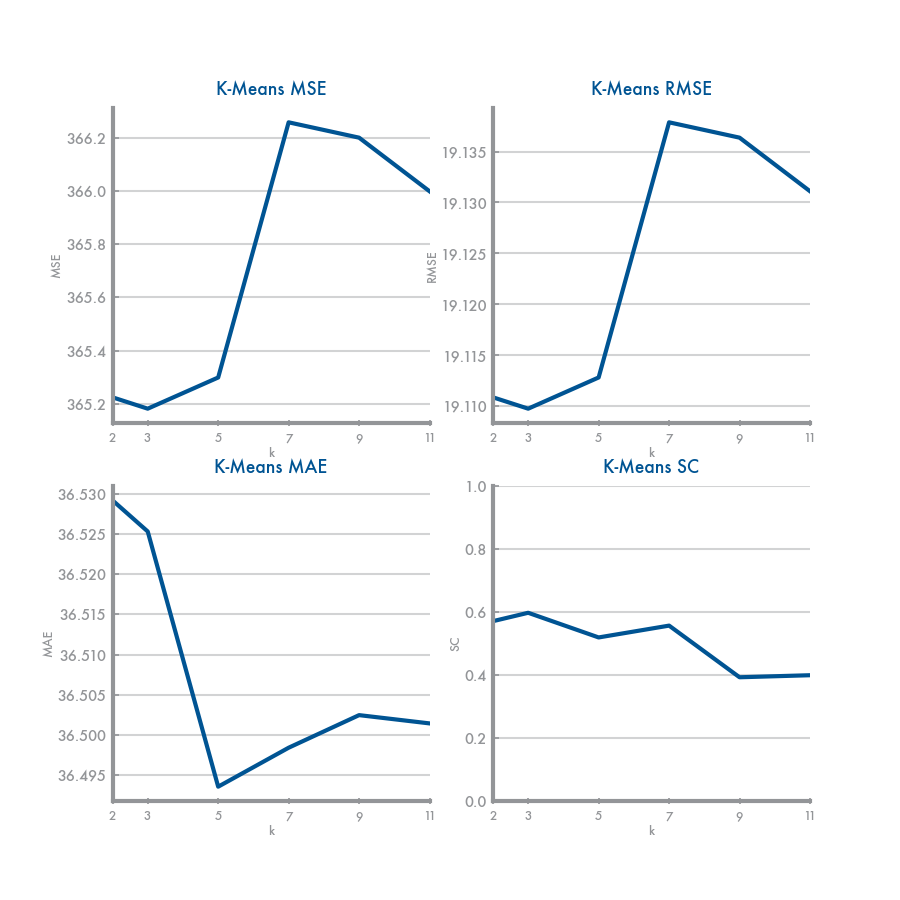 K-Means MSE
366.2
366.0
365.8
365.6
365.4
365.2
MSE
2 3 5 7 9 11
k
K-Means RMSE
19.135
19.130
19.125
19.120
19.115
19.110
RMSE
2 3 5 7 9 11
k
K-Means MAE
36.530
36.525
36.520
36.515
36.510
36.505
36.500
36.495
MAE
2 3 5 7 9 11
k
K-Means SC
1.0
0.8
0.6
0.4
0.2
0.0
SC
2 3 5 7 9 11
k